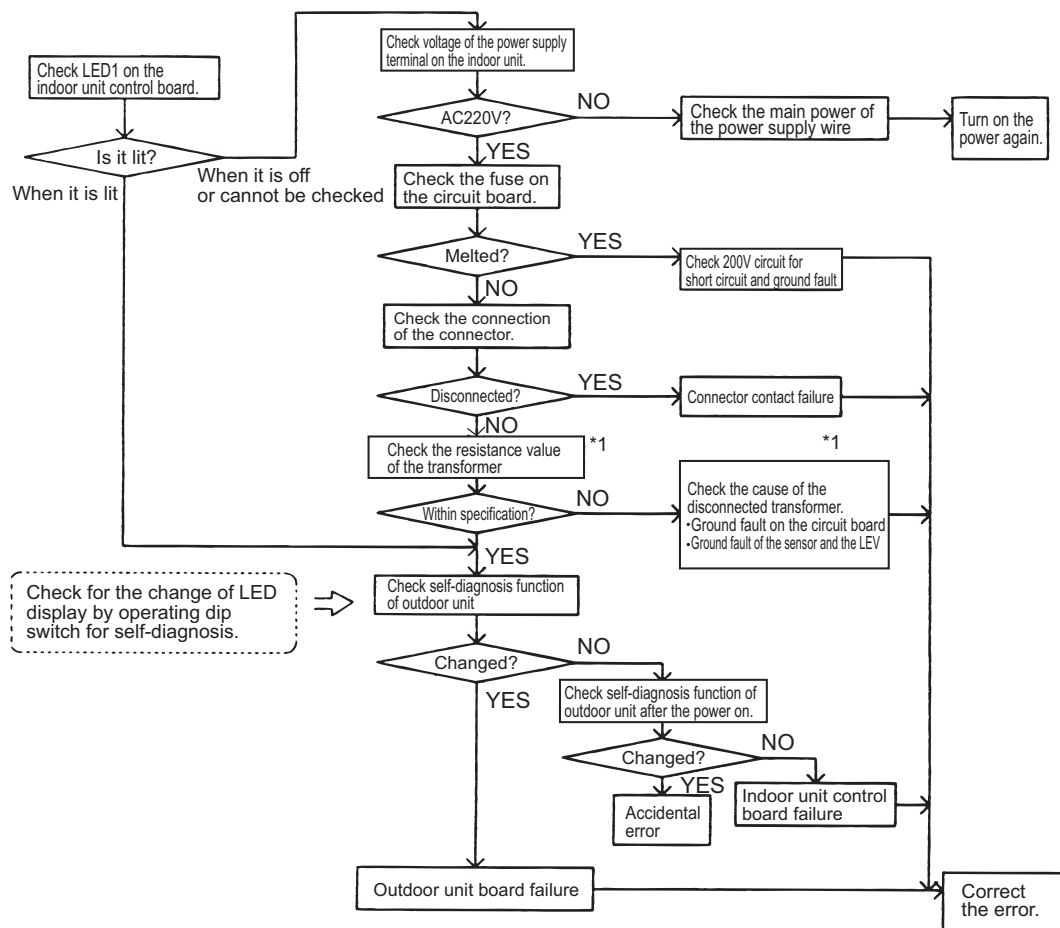 Check LED1 on the
indoor unit control board.
Is it lit?
When it is lit
When it is off
or cannot be checked
Check voltage of the power supply
terminal on the indoor unit.
AC220V?
NO
Check the main power of
the power supply wire
Turn on the
power again.
YES
Check the fuse on
the circuit board.
Melted?
YES
Check 200V circuit for
short circuit and ground fault
NO
Check the connection
of the connector.
Disconnected?
YES
Connector contact failure
NO
Check the resistance value
of the transformer
*1
*1
Within specification?
NO
Check the cause of the
disconnected transformer.
•Ground fault on the circuit board
•Ground fault of the sensor and the LEV
YES
Check for the change of LED
display by operating dip
switch for self-diagnosis.
Check self-diagnosis function
of outdoor unit
Changed?
NO
YES
Check self-diagnosis function of
outdoor unit after the power on.
Changed?
NO
YES
Accidental
error
Indoor unit control
board failure
Outdoor unit board failure
Correct
the error.